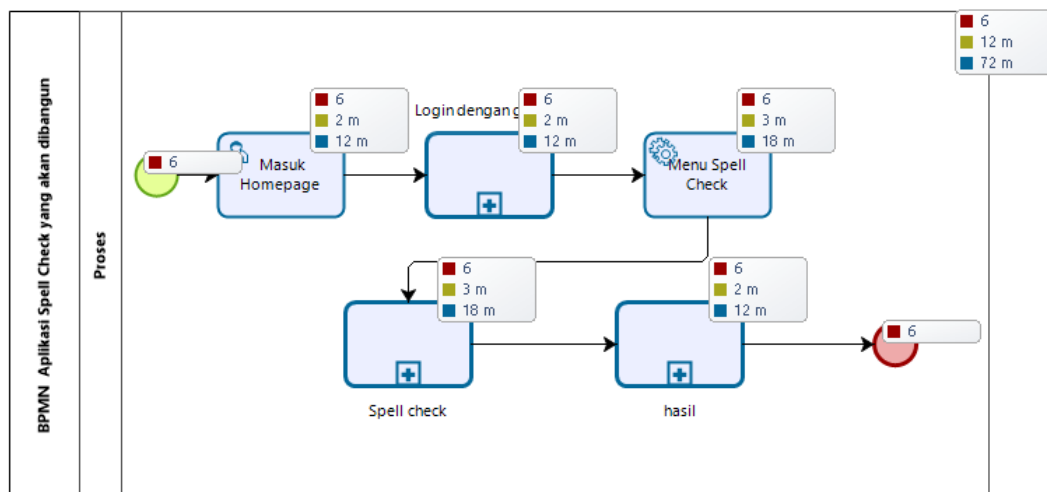 BPMN Aplikasi Spell Check yang akan dibangun
Proses
6
12 m
72 m
6
Masuk
Homepage
6
2 m
12 m
Login dengan
6
2 m
12 m
Menu Spell
Check
6
3 m
18 m
Spell check
6
3 m
18 m
hasil
6
2 m
12 m
6